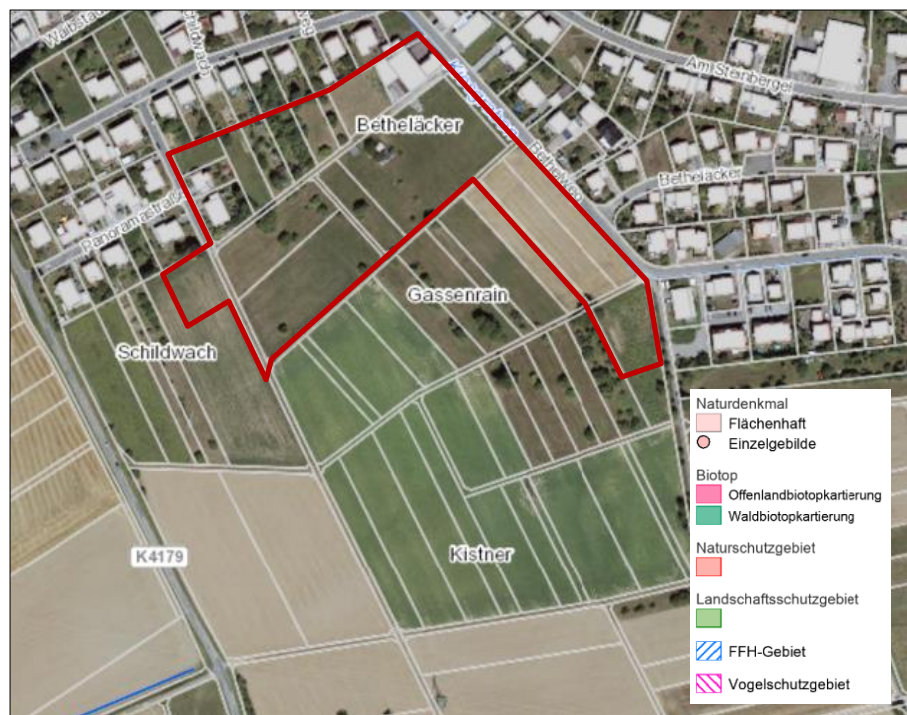 Am Steinbergel
Betheläcker
Betheläcker
Panoramastraße
Gassenrain
Schildwach
K4179
Kistner
Naturdenkmal
Flächenhaft
Einzelgebilde
Biotop
Offenlandbiotopkartierung
Waldbiotopkartierung
Naturschutzgebiet
Landschaftsschutzgebiet
FFH-Gebiet
Vogelschutzgebiet